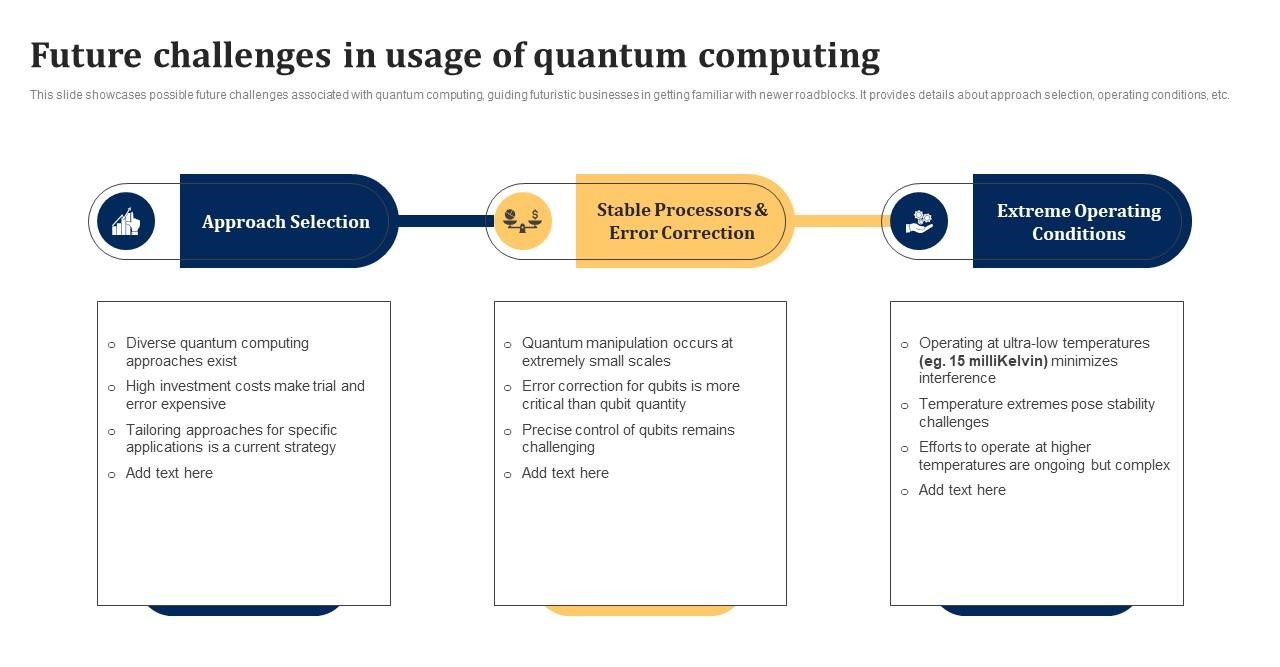 Future challenges in usage of quantum computing
This slide showcases possible future challenges associated with quantum computing, guiding futuristic businesses in getting familiar with newer roadblocks. It provides details about approach selection, operating conditions, etc.
Approach Selection
Diverse quantum computing
approaches exist
High investment costs make trial and
error expensive
Tailoring approaches for specific
applications is a current strategy
Add text here
$
Stable Processors &
Error Correction
Quantum manipulation occurs at
extremely small scales
Error correction for qubits is more
critical than qubit quantity
Precise control of qubits remains
challenging
Add text here
Extreme Operating
Conditions
Operating at ultra-low temperatures
(eg. 15 milliKelvin) minimizes
interference
Temperature extremes pose stability
challenges
Efforts to operate at higher
temperatures are ongoing but complex
Add text here